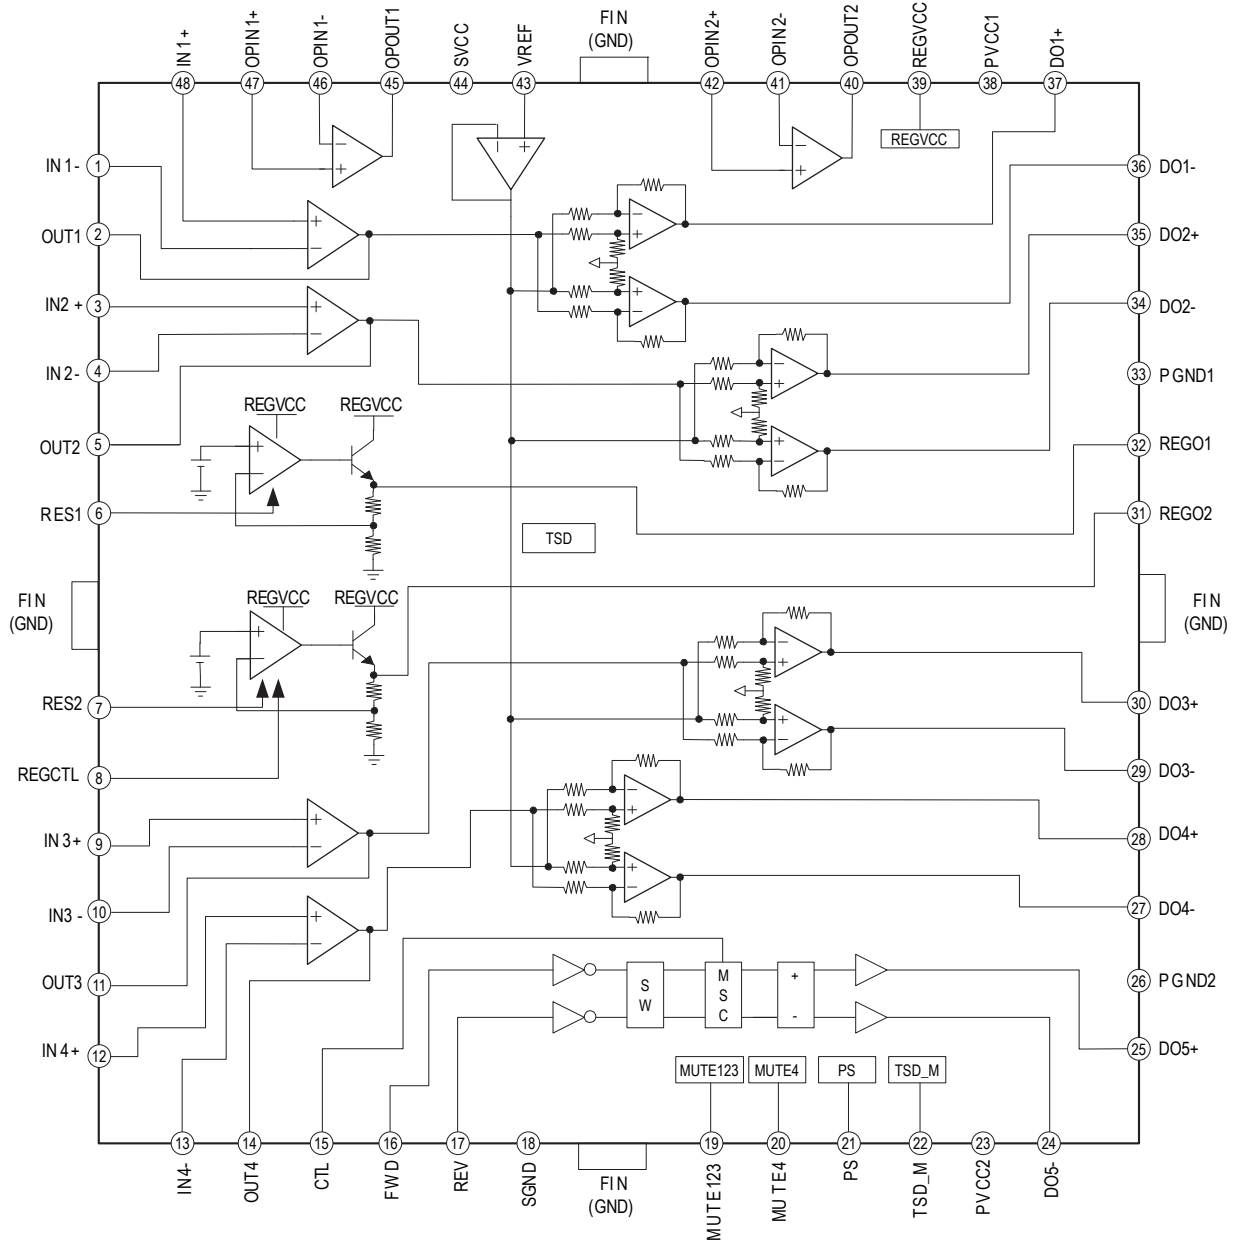 IN1+
OPIN1+
OPIN1-
OPOUT1
SVCC
VREF
FIN
(GND)
OPIN2+
OPIN2-
OPOUT2
REGVCC
PVCC1
DO1+
48
47
46
45
44
43
42
41
40
39
38
37
REGVCC
IN1-
1
OUT1
2
IN2 +
3
IN2-
4
OUT2
5
RES1
6
FIN
(GND)
RES2
7
REGCTL
8
IN3+
9
IN3 -
10
OUT3
11
IN4+
12
36
DO1-
35
DO2+
34
DO2-
33
PGND1
32
REGO1
31
REGO2
FIN
(GND)
30
DO3+
29
DO3-
28
DO4+
27
DO4-
26
PGND2
25
DO5+
REGVCC
REGVCC
TSD
REGVCC
REGVCC
S
W
M
S
C
+
-
MUTE123
MUTE4
PS
TSD_M
13
14
15
16
17
18
19
20
21
22
23
24
IN4-
OUT4
CTL
FWD
REV
SGND
FIN
(GND)
MUTE123
MUTE4
PS
TSD_M
PVCC2
DO5-